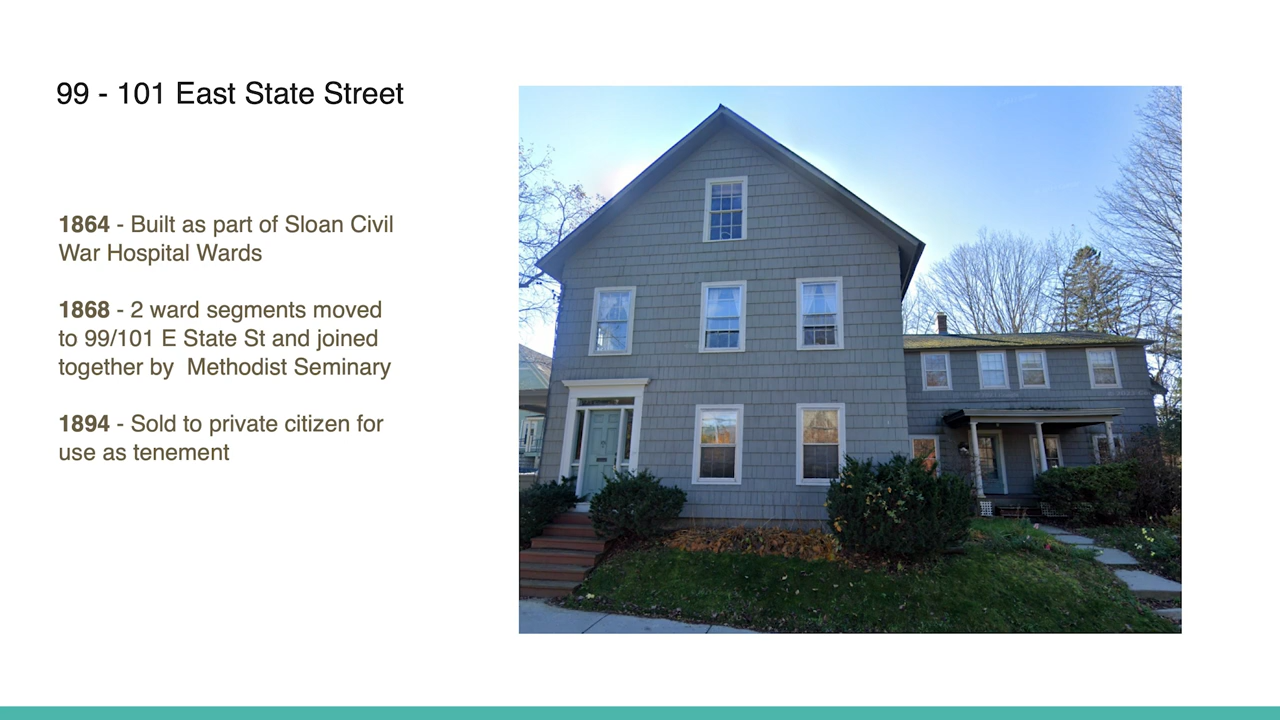 99 - 101 East State Street
1864 - Built as part of Sloan Civil
War Hospital Wards
1868 - 2 ward segments moved
to 99/101 E State St and joined
together by  Methodist Seminary
1894 - Sold to private citizen for
use as tenement